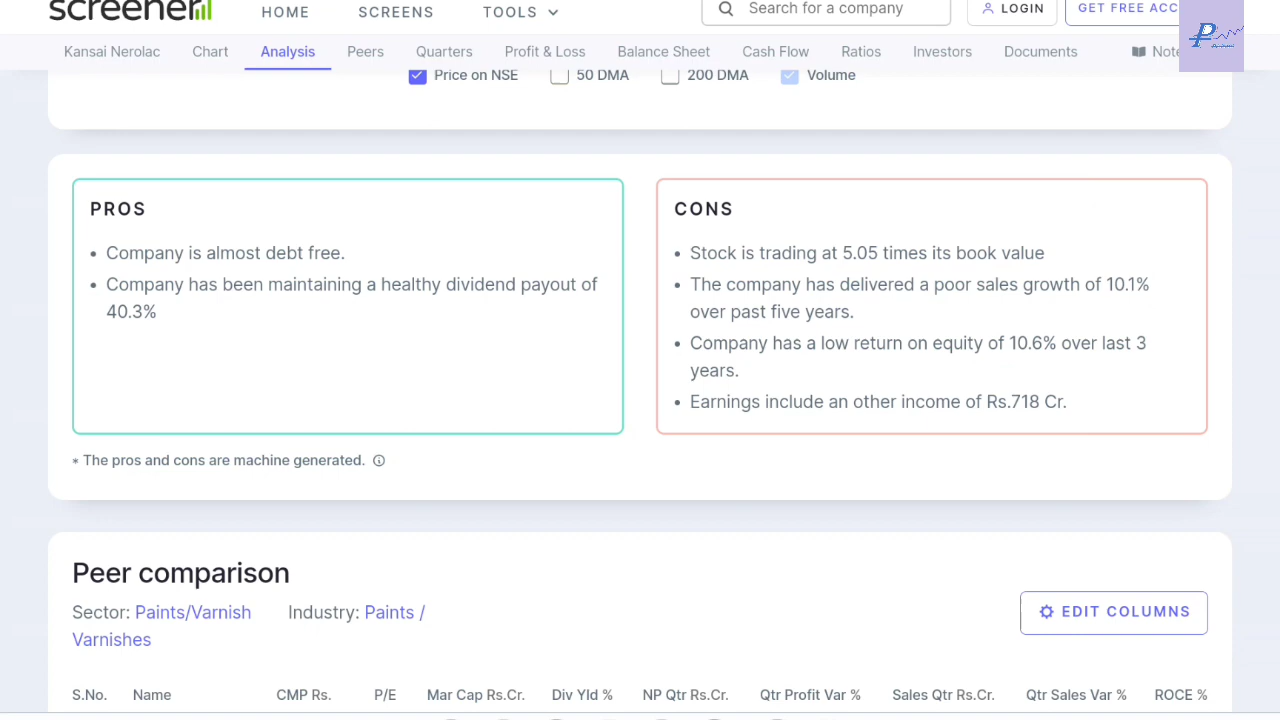 screener
HOME SCREENS TOOLS
Search for a company
LOGIN
GET FREE ACC
Kansai Nerolac Chart Analysis Peers Quarters Profit & Loss Balance Sheet Cash Flow Ratios Investors Documents Note
Price on NSE 50 DMA 200 DMA Volume
PROS
• Company is almost debt free.
• Company has been maintaining a healthy dividend payout of
40.3%
CONS
• Stock is trading at 5.05 times its book value
• The company has delivered a poor sales growth of 10.1%
over past five years.
• Company has a low return on equity of 10.6% over last 3
years.
• Earnings include an other income of Rs.718 Cr.
* The pros and cons are machine generated.
Peer comparison
Sector: Paints/Varnish Industry: Paints /
Varnishes
EDIT COLUMNS
S.No. Name CMP Rs. P/E Mar Cap Rs.Cr. Div Yld % NP Qtr Rs.Cr. Qtr Profit Var % Sales Qtr Rs.Cr. Qtr Sales Var % ROCE %